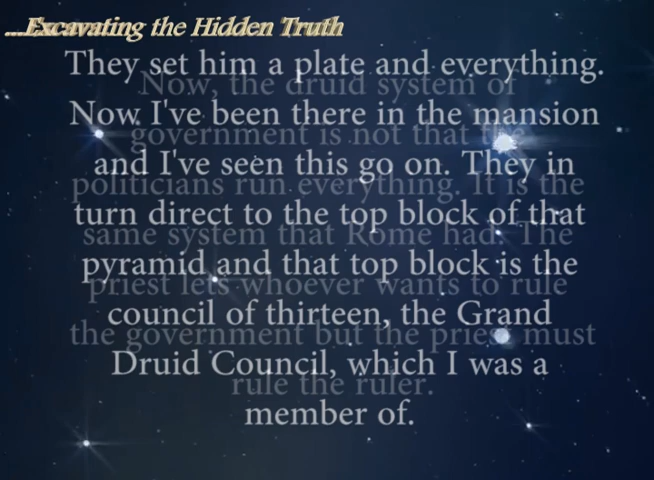 ...Excavating the Hidden Truth
They set him a plate and everything.
Now, the druid system of
Now I've been there in the mansion
government is not that the
and I've seen this go on. They in
politicians run everything. It is the
turn direct to the top block of that
same system that Rome had. The
pyramid and that top block is the
priest lets whoever wants to rule
council of thirteen, the Grand
the government but the priest must
Druid Council, which I was a
rule the ruler.
member of.